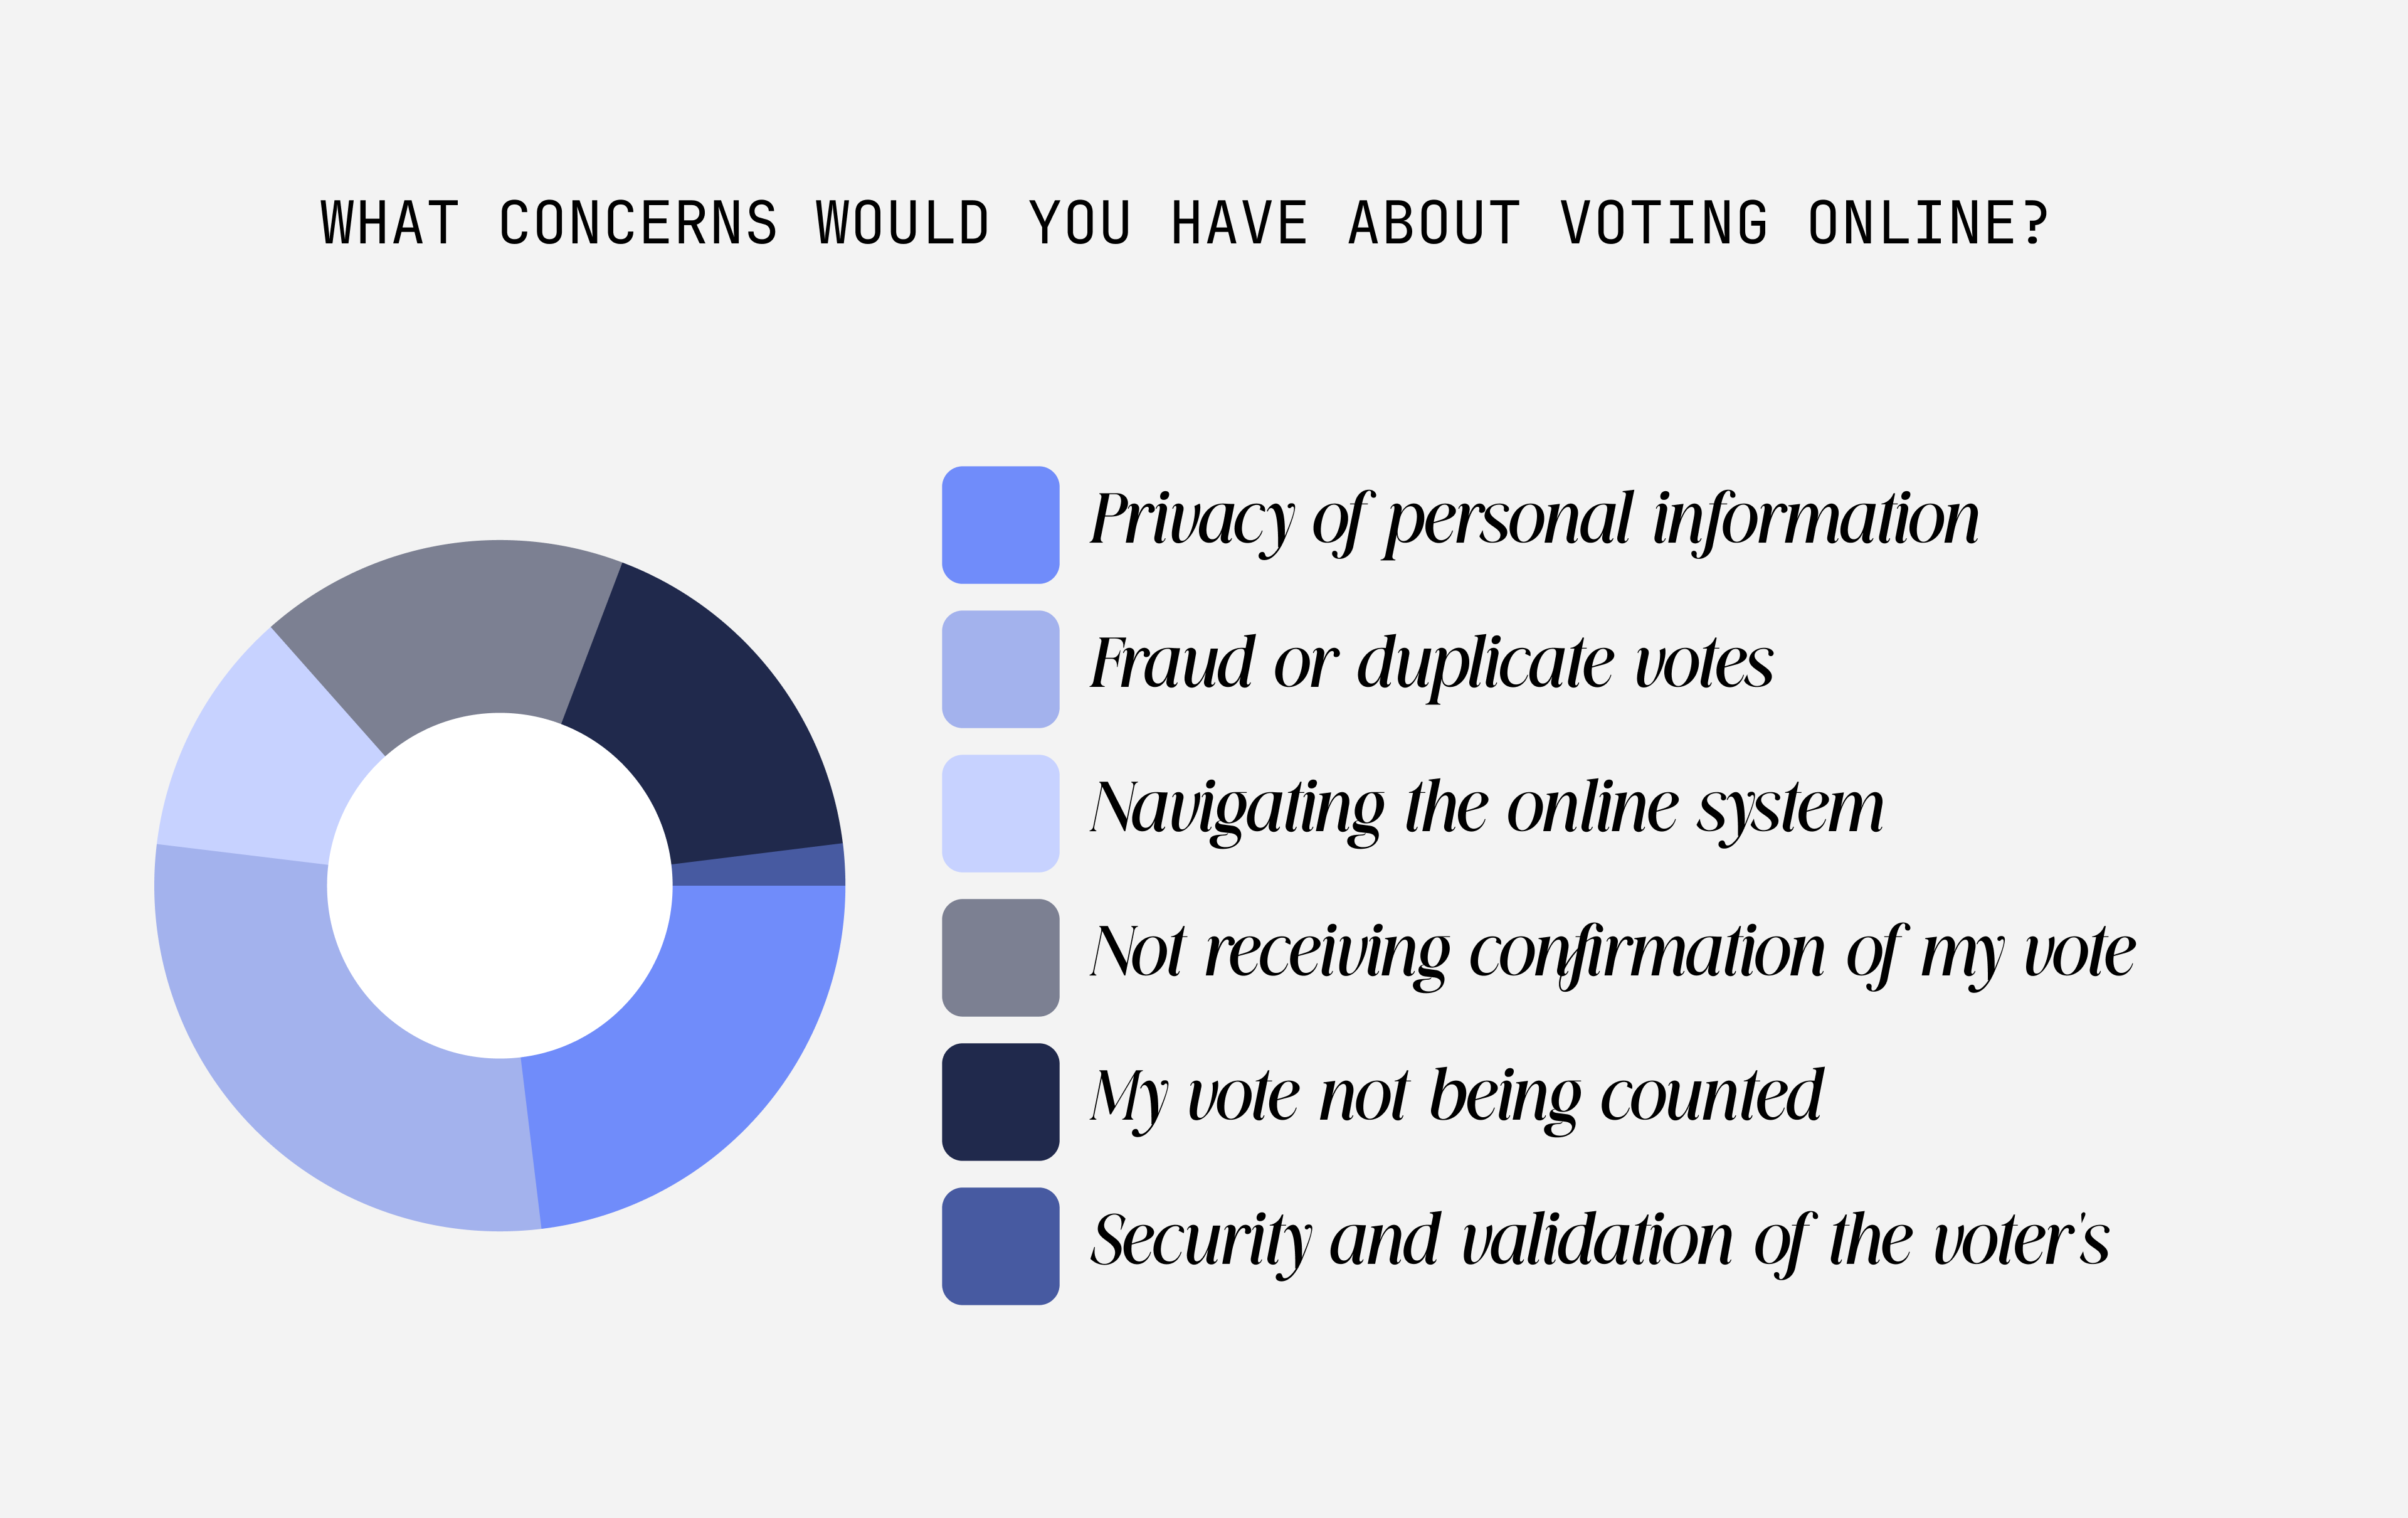 WHAT CONCERNS WOULD YOU HAVE ABOUT VOTING ONLINE?
Privacy of personal information
Fraud or duplicate votes
Navigating the online system
Not receiving confirmation of my vote
My vote not being counted
Security and validation of the voter's